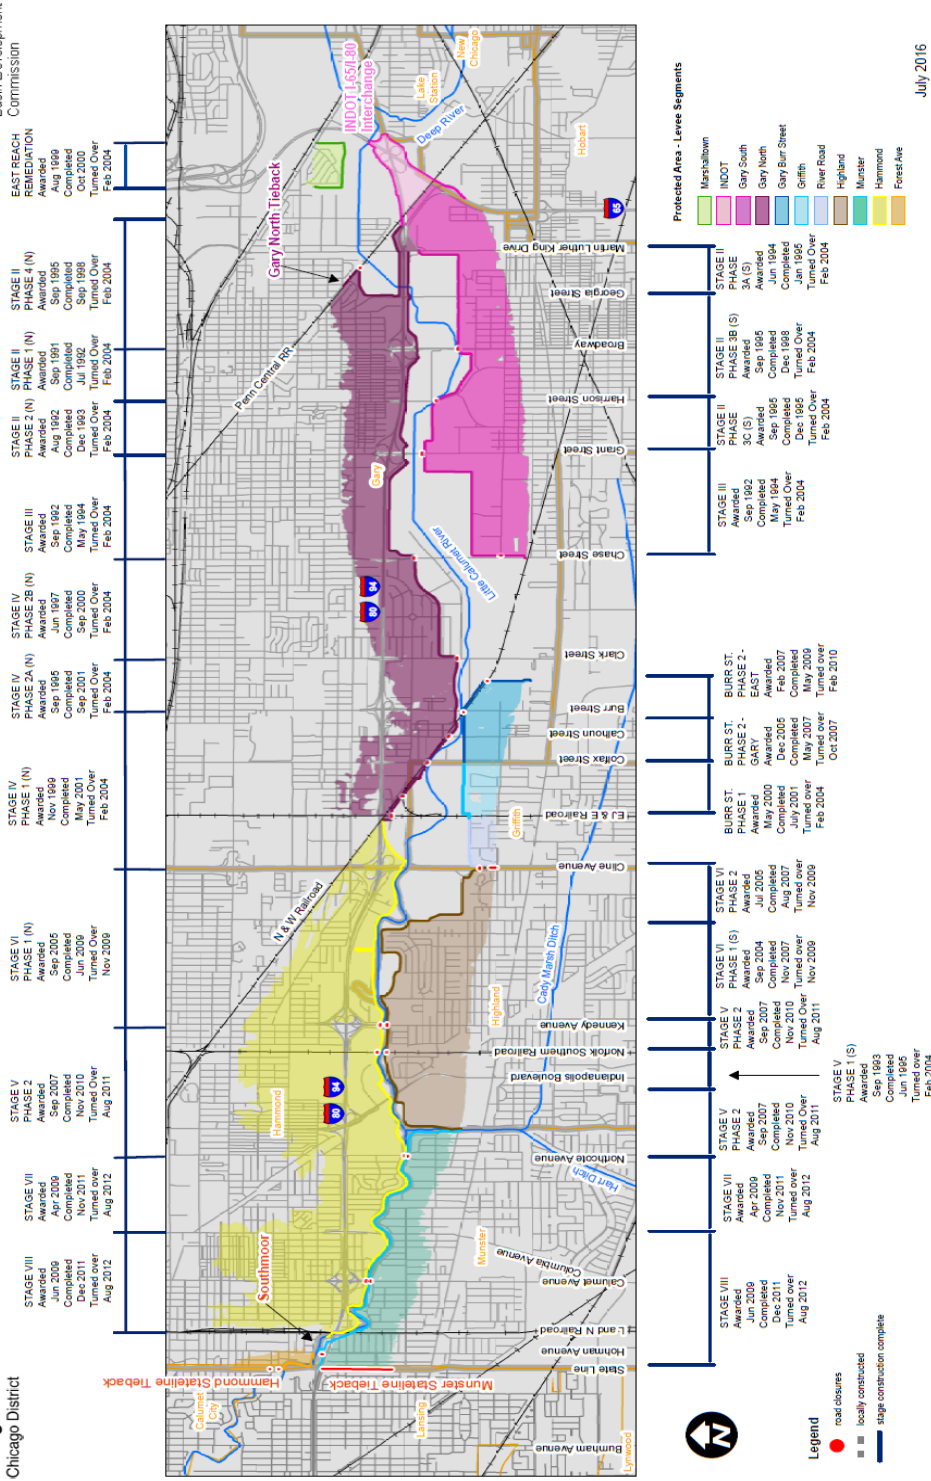 Chicago District
Commission
STAGE VIII
Awarded
Jun 2009
Completed
Dec 2011
Turned over
Aug 2012
STAGE VII
Awarded
Apr 2009
Completed
Nov 2011
Turned Over
Aug 2012
STAGE V
PHASE 2
Awarded
Sep 2007
Completed
Nov 2010
Turned Over
Aug 2011
STAGE VI
PHASE 1 (N)
Awarded
Sep 2005
Completed
Jun 2009
Turned Over
Nov 2009
STAGE IV
PHASE 1 (N)
Awarded
Nov 1999
Completed
May 2001
Turned Over
Feb 2004
STAGE IV
PHASE 2A (N)
Awarded
Sep 1995
Completed
Sep 2001
Turned Over
Feb 2004
STAGE IV
PHASE 2B (N)
Awarded
Jun 1997
Completed
Sep 2000
Turned Over
Feb 2004
STAGE III
Awarded
Sep 1992
Completed
May 1994
Turned Over
Feb 2004
STAGE II
PHASE 2 (N)
Awarded
Aug 1992
Completed
Dec 1993
Turned Over
Feb 2004
STAGE II
PHASE 1 (N)
Awarded
Sep 1991
Completed
Jul 1992
Turned Over
Feb 2004
STAGE II
PHASE 4 (N)
Awarded
Sep 1995
Completed
Sep 1998
Turned Over
Feb 2004
EAST REACH
REMEDIATION
Awarded
Aug 1999
Completed
Oct 2000
Turned Over
Feb 2004
Hammond Stateline Tieback
Munster Stateline Tieback
Southmoor
Gary North Tieback
INDOT I-65/I-80
Interchange
Calumet
City
Lansing
Lynwood
Hammond
Munster
Highland
Griffith
Gary
Lake
Station
New
Chicago
Hobart
N & W Railroad
Penn Central RR
Little Calumet River
Deep River
Hart Ditch
Cady Marsh Ditch
80
94
80
94
65
Burnham Avenue
State Line
Hohman Avenue
L and N Railroad
Calumet Avenue
Columbia Avenue
Northcote Avenue
Indianapolis Boulevard
Norfolk Southern Railroad
Kennedy Avenue
Cline Avenue
EJ & E Railroad
Colfax Street
Calhoun Street
Burr Street
Clark Street
Chase Street
Grant Street
Harrison Street
Broadway
Georgia Street
Martin Luther King Drive
STAGE VIII
Awarded
Jun 2009
Completed
Dec 2011
Turned over
Aug 2012
STAGE VII
Awarded
Apr 2009
Completed
Nov 2011
Turned Over
Aug 2012
STAGE V
PHASE 2
Awarded
Sep 2007
Completed
Nov 2010
Turned Over
Aug 2011
STAGE V
PHASE 1 (S)
Awarded
Sep 1993
Completed
Jun 1995
Turned over
Feb 2004
STAGE V
PHASE 2
Awarded
Sep 2007
Completed
Nov 2010
Turned Over
Aug 2011
STAGE VI
PHASE 1 (S)
Awarded
Sep 2004
Completed
Nov 2007
Turned over
Nov 2009
STAGE VI
PHASE 2
Awarded
Jul 2005
Completed
Aug 2007
Turned over
Nov 2009
BURR ST.
PHASE 1
Awarded
May 2000
Completed
July 2001
Turned over
Feb 2004
BURR ST.
PHASE 2 -
GARY
Awarded
Dec 2005
Completed
May 2007
Turned over
Oct 2007
BURR ST.
PHASE 2 -
EAST
Awarded
Feb 2007
Completed
May 2009
Turned over
Feb 2010
STAGE III
Awarded
Sep 1992
Completed
May 1994
Turned Over
Feb 2004
STAGE II
PHASE
3C (S)
Awarded
Sep 1995
Completed
Dec 1995
Turned Over
Feb 2004
STAGE II
PHASE 3B (S)
Awarded
Sep 1995
Completed
Dec 1998
Turned Over
Feb 2004
STAGE II
PHASE
3A (S)
Awarded
Jun 1994
Completed
Jan 1995
Turned Over
Feb 2004
Protected Area - Levee Segments
Marshalltown
INDOT
Gary South
Gary North
Gary Burr Street
Griffith
River Road
Highland
Munster
Hammond
Forest Ave
N
Legend
road closures
locally constructed
stage construction complete
July 2016